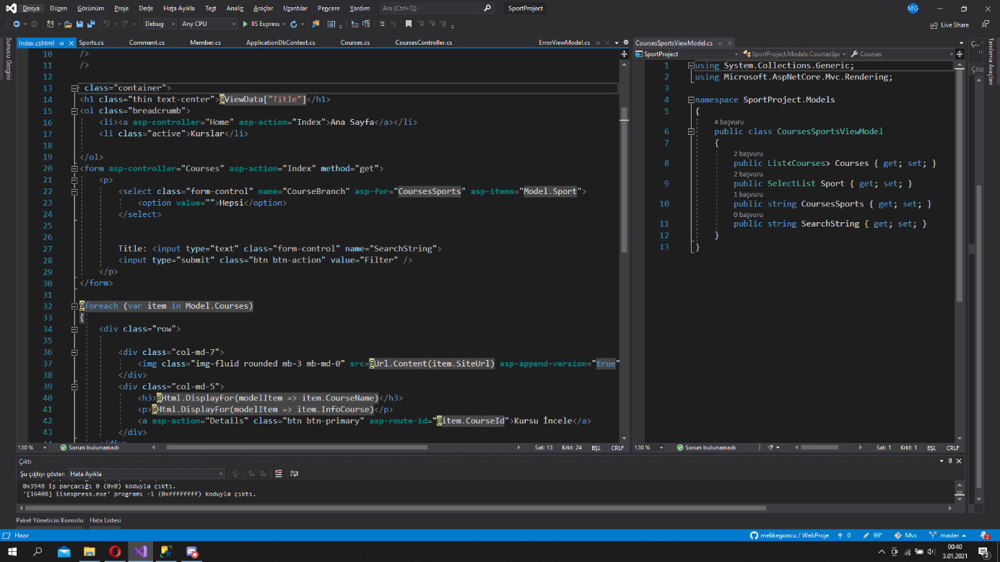 Dosya Düzen Görünüm Proje Derle Hata Ayıkla Test Analiz Araçlar Uzantılar Pencere Yardım Ara (Ctrl+Q) SportProject MG
Debug Any CPU IIS Express Live Share
Sunucu Gezgini
Index.cshtml Sports.cs Comment.cs Member.cs ApplicationDbContext.cs Courses.cs CoursesController.cs ErrorViewModel.cs
10 />
11 />
12
13 class="container">
14 <h1 class="thin text-center">@ViewData["Title"]</h1>
15 <ol class="breadcrumb">
16 <li><a asp-controller="Home" asp-action="Index">Ana Sayfa</a></li>
17 <li class="active">Kurslar</li>
18
19 </ol>
20 <form asp-controller="Courses" asp-action="Index" method="get">
21 <p>
22 <select class="form-control" name="CourseBranch" asp-for="CoursesSports" asp-items="Model.Sport">
23 <option value="">Hepsi</option>
24 </select>
25
26
27 Title: <input type="text" class="form-control" name="SearchString">
28 <input type="submit" class="btn btn-action" value="Filter" />
29 </p>
30 </form>
31
32 @foreach (var item in Model.Courses)
33 {
34 <div class="row">
35
36 <div class="col-md-7">
37 <img class="img-fluid rounded mb-3 mb-md-0" src=@Url.Content(item.SiteUrl) asp-append-version="true"
38 </div>
39 <div class="col-md-5">
40 <h3>@Html.DisplayFor(modelItem => item.CourseName)</h3>
41 <p>@Html.DisplayFor(modelItem => item.InfoCourse)</p>
42 <a asp-action="Details" class="btn btn-primary" asp-route-id="@item.CourseId">Kursu İncele</a>
43 </div>
130 % Sorun bulunamadı Sat: 13 Krkt: 24 BŞL CRLF
CoursesSportsViewModel.cs
SportProject SportProject.Models.CoursesSpc Courses
1 using System.Collections.Generic;
2 using Microsoft.AspNetCore.Mvc.Rendering;
3
4 namespace SportProject.Models
5 {
4 başvuru
6 public class CoursesSportsViewModel
7 {
2 başvuru
8 public List<Courses> Courses { get; set; }
2 başvuru
9 public SelectList Sport { get; set; }
1 başvuru
10 public string CoursesSports { get; set; }
0 başvuru
11 public string SearchString { get; set; }
12 }
13 }
130 % Sorun bulunamadı Sat: 1 Krkt: 1 BŞL CRLF
Tanılama Araçları
Çıktı
Şu çıktıyı göster: Hata Ayıkla
0x3548 iş parçacığı 0 (0x0) koduyla çıktı.
'[16408] iisexpress.exe' programı -1 (0xffffffff) koduyla çıktı.
Paket Yöneticisi Konsolu Hata Listesi
Hazır melikegoncu / WebProje 0 99* Mvc master 2
00:40
3.01.2021
2